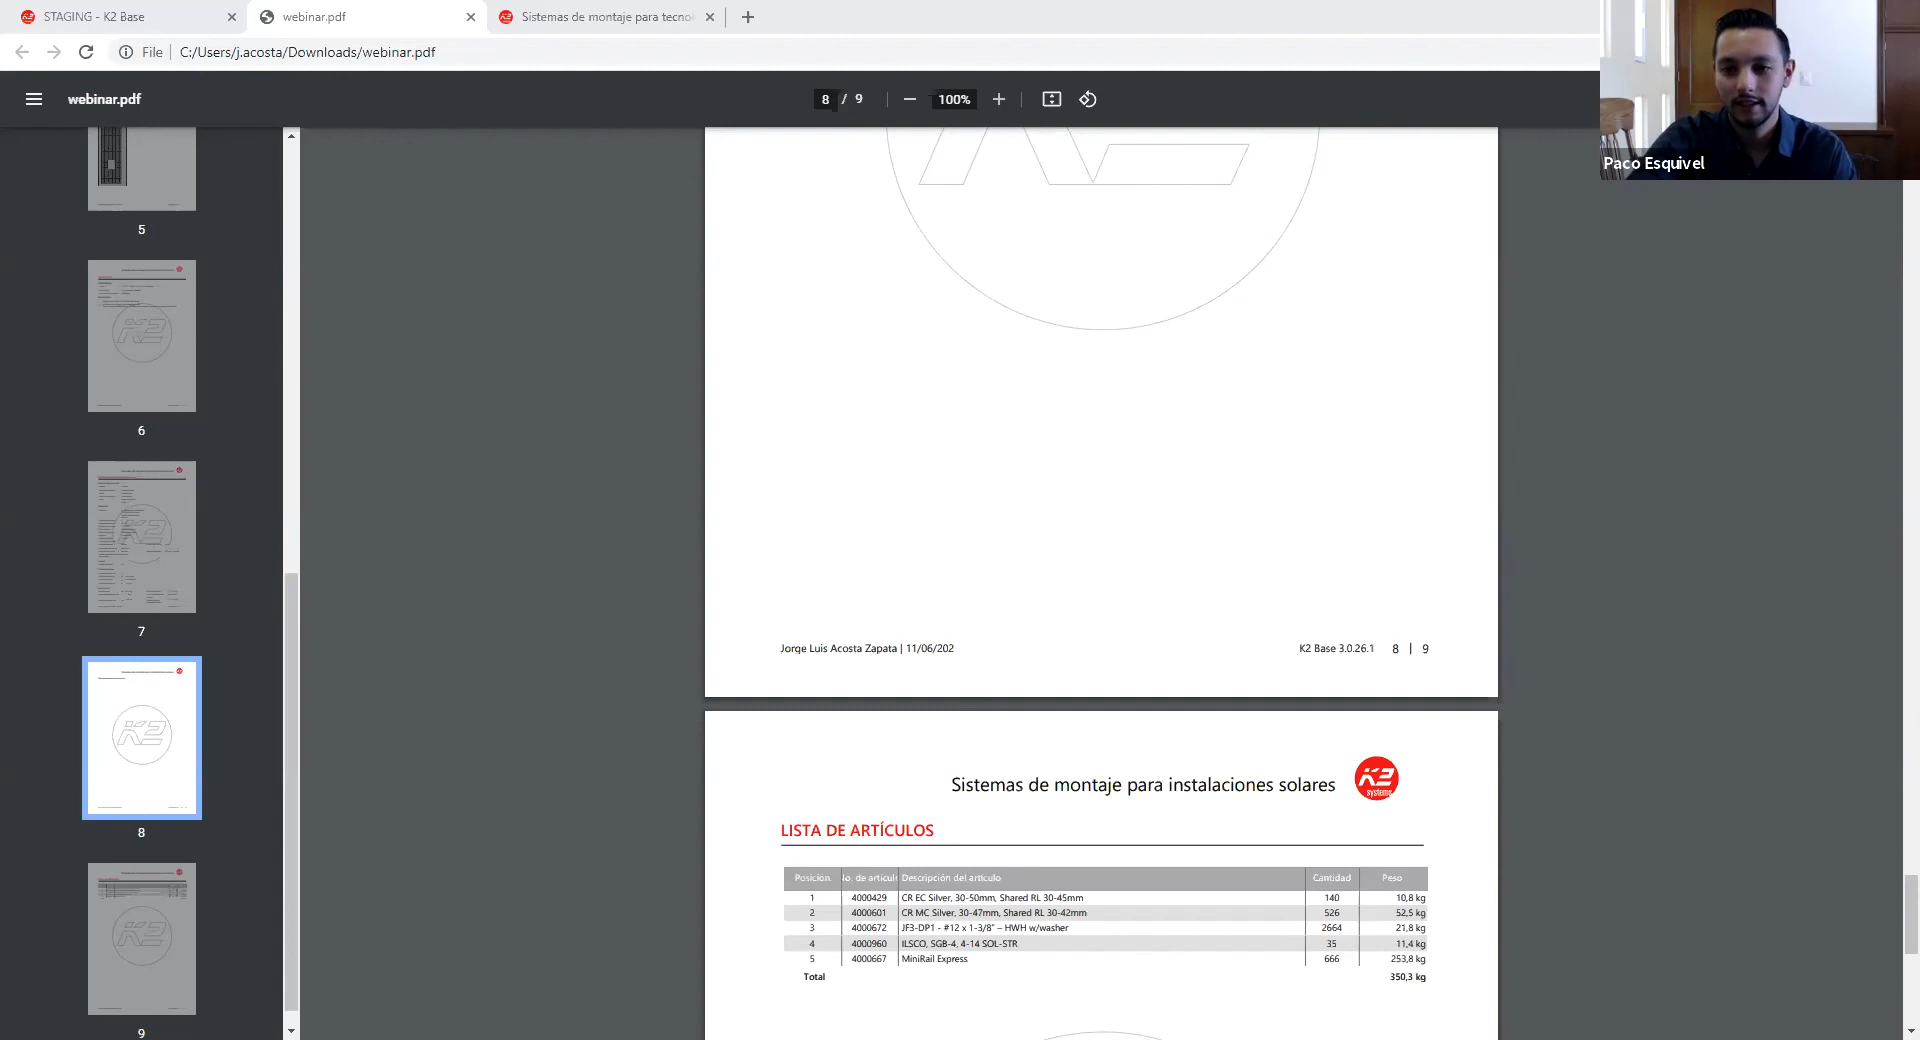 STAGING - K2 Base
webinar.pdf
Sistemas de montaje para tecno
File
C:/Users/j.acosta/Downloads/webinar.pdf
webinar.pdf
8 / 9
100%
Paco Esquivel
5
6
7
8
9
K2
Jorge Luis Acosta Zapata | 11/06/202
K2 Base 3.0.26.1 8 | 9
Sistemas de montaje para instalaciones solares
K2 systems
LISTA DE ARTÍCULOS
Posición No. de artículo Descripción del artículo Cantidad Peso
1 4000429 CR EC Silver, 30-50mm, Shared RL 30-45mm 140 10,8 kg
2 4000601 CR MC Silver, 30-47mm, Shared RL 30-42mm 526 52,5 kg
3 4000672 JF3-DP1 - #12 x 1-3/8" – HWH w/washer 2664 21,8 kg
4 4000960 ILSCO, SGB-4, 4-14 SOL-STR 35 11,4 kg
5 4000667 MiniRail Express 666 253,8 kg
Total 350,3 kg